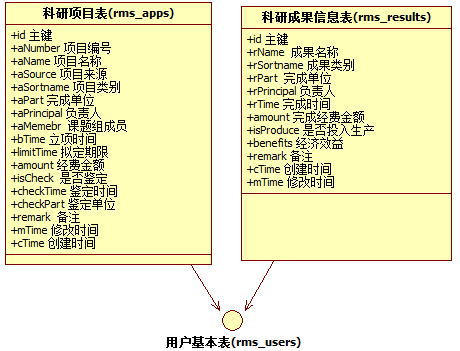 科研项目表(rms_apps)
+id 主键
+aNumber 项目编号
+aName 项目名称
+aSource 项目来源
+aSortname 项目类别
+aPart 完成单位
+aPrincipal 负责人
+aMemebr 课题组成员
+bTime 立项时间
+limitTime 拟定期限
+amount 经费金额
+isCheck 是否鉴定
+checkTime 鉴定时间
+checkPart 鉴定单位
+remark 备注
+mTime 修改时间
+cTime 创建时间
科研成果信息表(rms_results)
+id 主键
+rName 成果名称
+rSortname 成果类别
+rPart 完成单位
+rPrincipal 负责人
+rTime 完成时间
+amount 完成经费金额
+isProduce 是否投入生产
+benefits 经济效益
+remark 备注
+cTime 创建时间
+mTime 修改时间
用户基本表(rms_users)